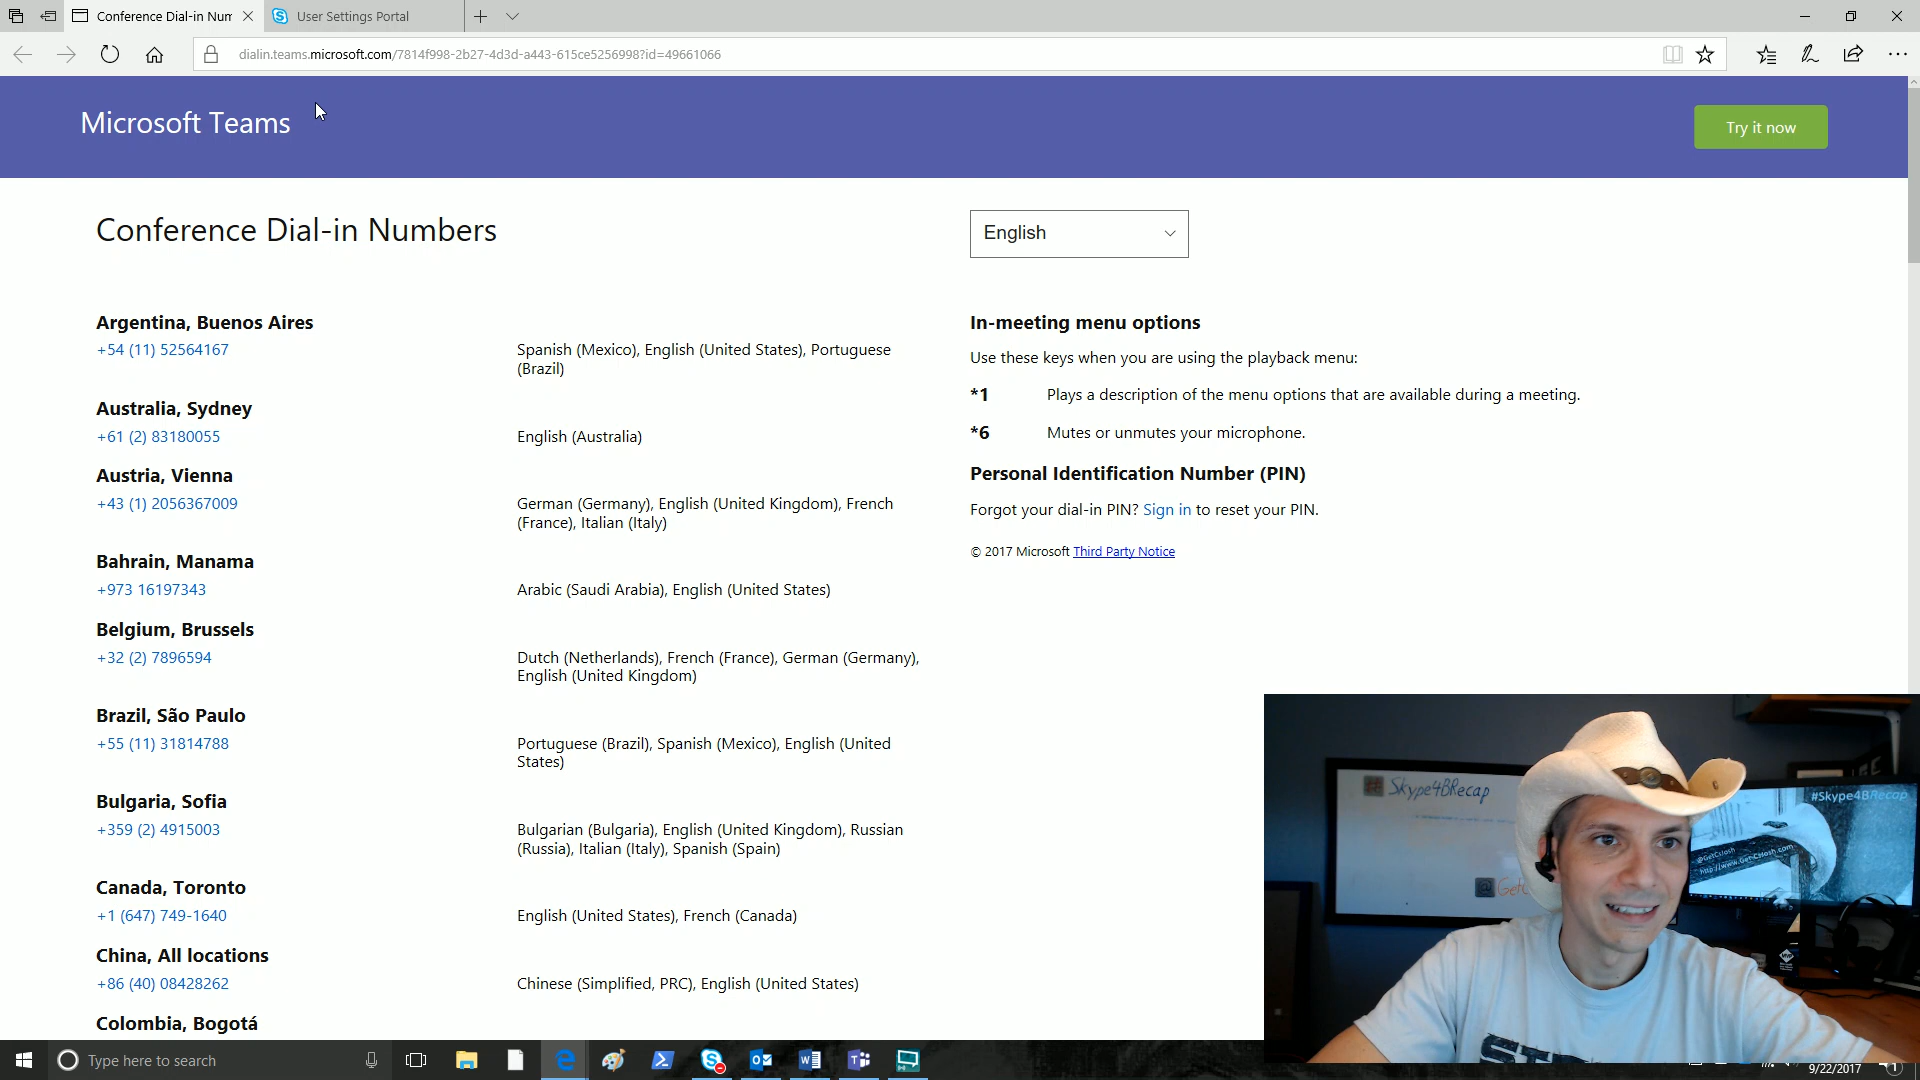 Conference Dial-in Num
User Settings Portal
dialin.teams.microsoft.com/7814f998-2b27-4d3d-a443-615ce5256998?id=49661066
Microsoft Teams
Try it now
Conference Dial-in Numbers
English
Argentina, Buenos Aires
+54 (11) 52564167
Spanish (Mexico), English (United States), Portuguese
(Brazil)
Australia, Sydney
+61 (2) 83180055
English (Australia)
Austria, Vienna
+43 (1) 2056367009
German (Germany), English (United Kingdom), French
(France), Italian (Italy)
Bahrain, Manama
+973 16197343
Arabic (Saudi Arabia), English (United States)
Belgium, Brussels
+32 (2) 7896594
Dutch (Netherlands), French (France), German (Germany),
English (United Kingdom)
Brazil, São Paulo
+55 (11) 31814788
Portuguese (Brazil), Spanish (Mexico), English (United
States)
Bulgaria, Sofia
+359 (2) 4915003
Bulgarian (Bulgaria), English (United Kingdom), Russian
(Russia), Italian (Italy), Spanish (Spain)
Canada, Toronto
+1 (647) 749-1640
English (United States), French (Canada)
China, All locations
+86 (40) 08428262
Chinese (Simplified, PRC), English (United States)
Colombia, Bogotá
In-meeting menu options
Use these keys when you are using the playback menu:
*1 Plays a description of the menu options that are available during a meeting.
*6 Mutes or unmutes your microphone.
Personal Identification Number (PIN)
Forgot your dial-in PIN? Sign in to reset your PIN.
© 2017 Microsoft Third Party Notice
# Skype4BRecap
#Skype4BRecap
@GetCsJosh
http://www.GetCsJosh.com
@
Type here to search
9/22/2017
1